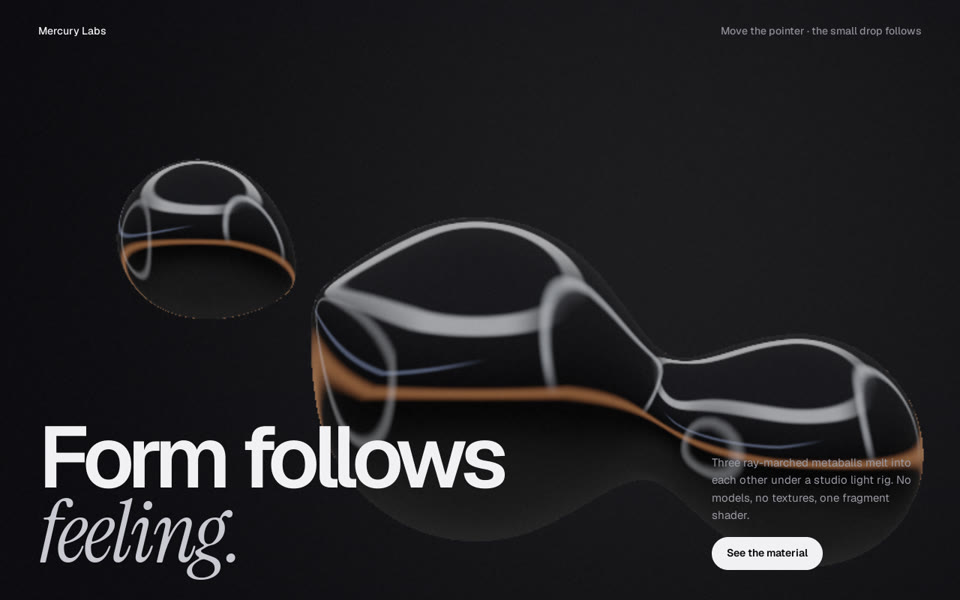 Mercury Labs
Move the pointer · the small drop follows
Form follows
feeling.
Three ray-marched metaballs melt into
each other under a studio light rig. No
models, no textures, one fragment
shader.
See the material